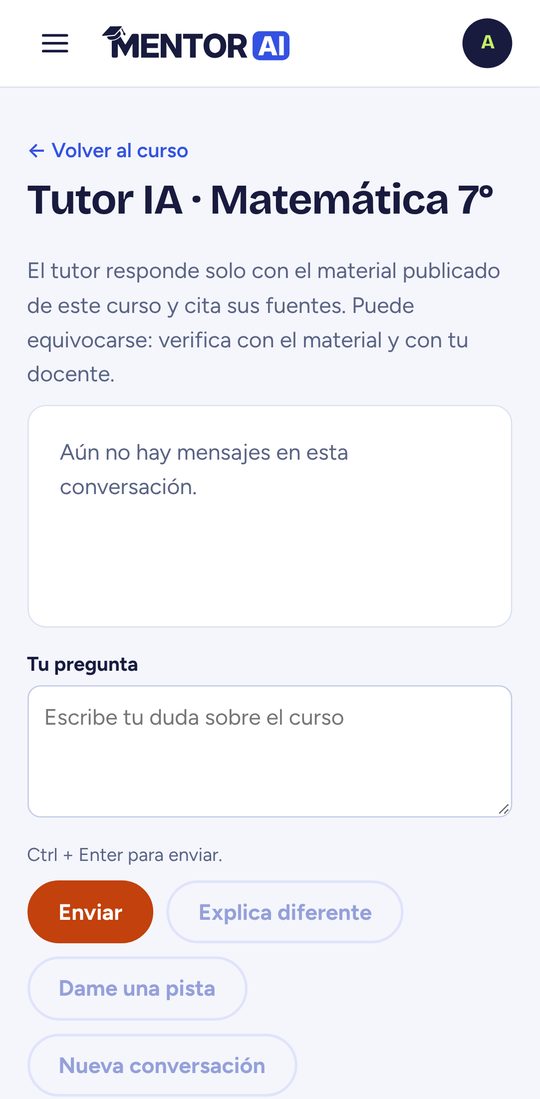 MENTOR AI
A
← Volver al curso
Tutor IA · Matemática 7°
El tutor responde solo con el material publicado
de este curso y cita sus fuentes. Puede
equivocarse: verifica con el material y con tu
docente.
Aún no hay mensajes en esta
conversación.
Tu pregunta
Escribe tu duda sobre el curso
Ctrl + Enter para enviar.
Enviar
Explica diferente
Dame una pista
Nueva conversación